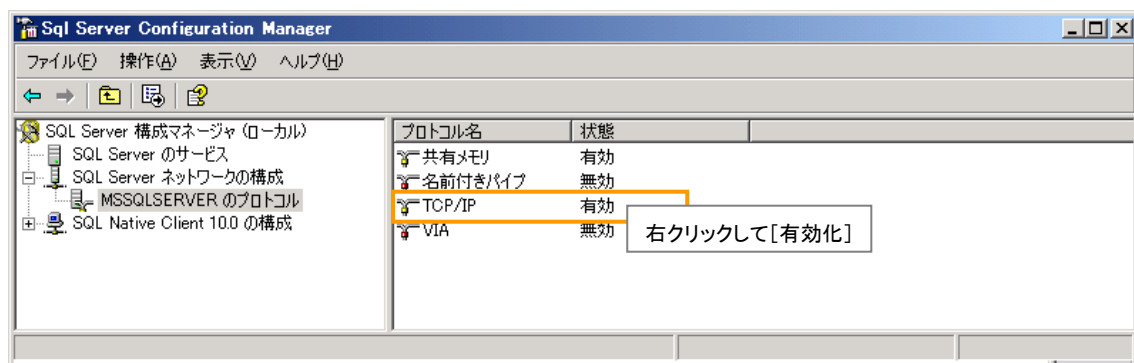 Sql Server Configuration Manager
ファイル(F) 操作(A) 表示(V) ヘルプ(H)
SQL Server 構成マネージャ (ローカル)
SQL Server のサービス
SQL Server ネットワークの構成
MSSQLSERVER のプロトコル
SQL Native Client 10.0 の構成
プロトコル名 状態
共有メモリ 有効
名前付きパイプ 無効
TCP/IP 有効
VIA 無効
右クリックして[有効化]